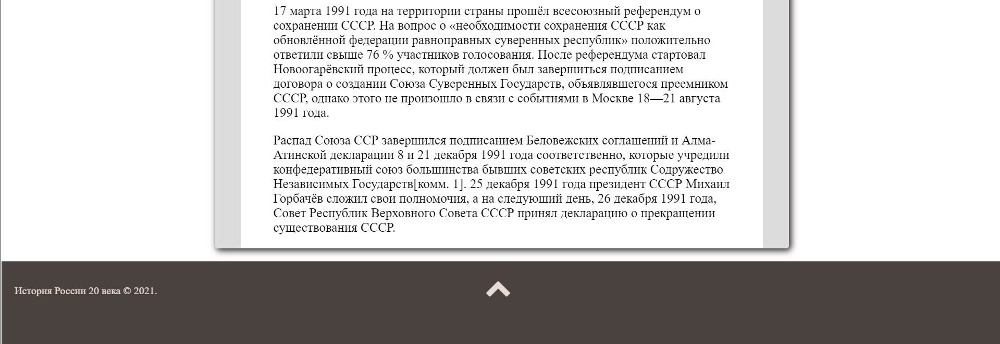 17 марта 1991 года на территории страны прошёл всесоюзный референдум о
сохранении СССР. На вопрос о «необходимости сохранения СССР как
обновлённой федерации равноправных суверенных республик» положительно
ответили свыше 76 % участников голосования. После референдума стартовал
Новоогарёвский процесс, который должен был завершиться подписанием
договора о создании Союза Суверенных Государств, объявлявшегося преемником
СССР, однако этого не произошло в связи с событиями в Москве 18—21 августа
1991 года.
Распад Союза ССР завершился подписанием Беловежских соглашений и Алма-
Атинской декларации 8 и 21 декабря 1991 года соответственно, которые учредили
конфедеративный союз большинства бывших советских республик Содружество
Независимых Государств[комм. 1]. 25 декабря 1991 года президент СССР Михаил
Горбачёв сложил свои полномочия, а на следующий день, 26 декабря 1991 года,
Совет Республик Верховного Совета СССР принял декларацию о прекращении
существования СССР.
История России 20 века © 2021.